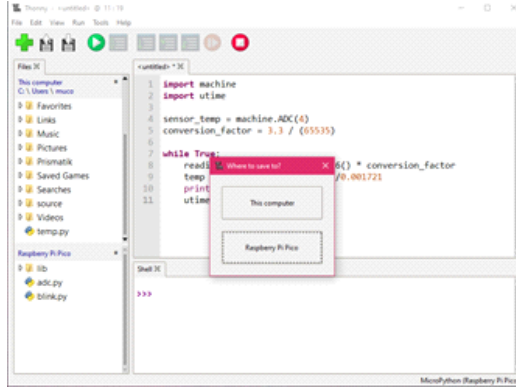 Thonny - <untitled> @ 11:18
File Edit View Run Tools Help
Files
This computer
C:\ Users \ muco
Favorites
Links
Music
Pictures
Prismatik
Saved Games
Searches
source
Videos
temp.py
Raspberry Pi Pico
lib
adc.py
blink.py
<untitled> *
1 import machine
2 import utime
3
4 sensor_temp = machine.ADC(4)
5 conversion_factor = 3.3 / (65535)
6
7 while True:
8 readi 6() * conversion_factor
9 temp /0.001721
10 print
11 utime
Where to save to?
This computer
Raspberry Pi Pico
Shell
>>>
MicroPython (Raspberry Pi Pico